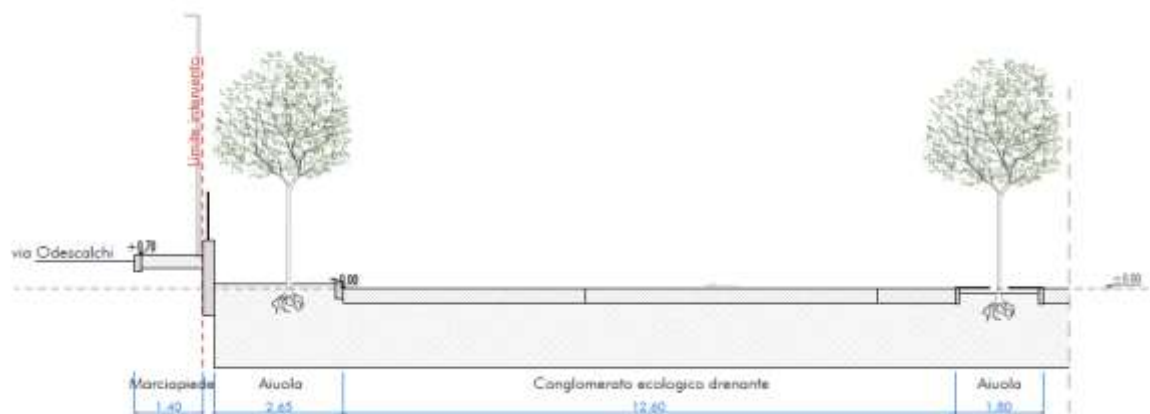 Limite intervento
via Odescalchi
+0.70
±0.00
±0.00
Marciapiede
Aiuola
Conglomerato ecologico drenante
Aiuola
1.40
2.65
12.60
1.80